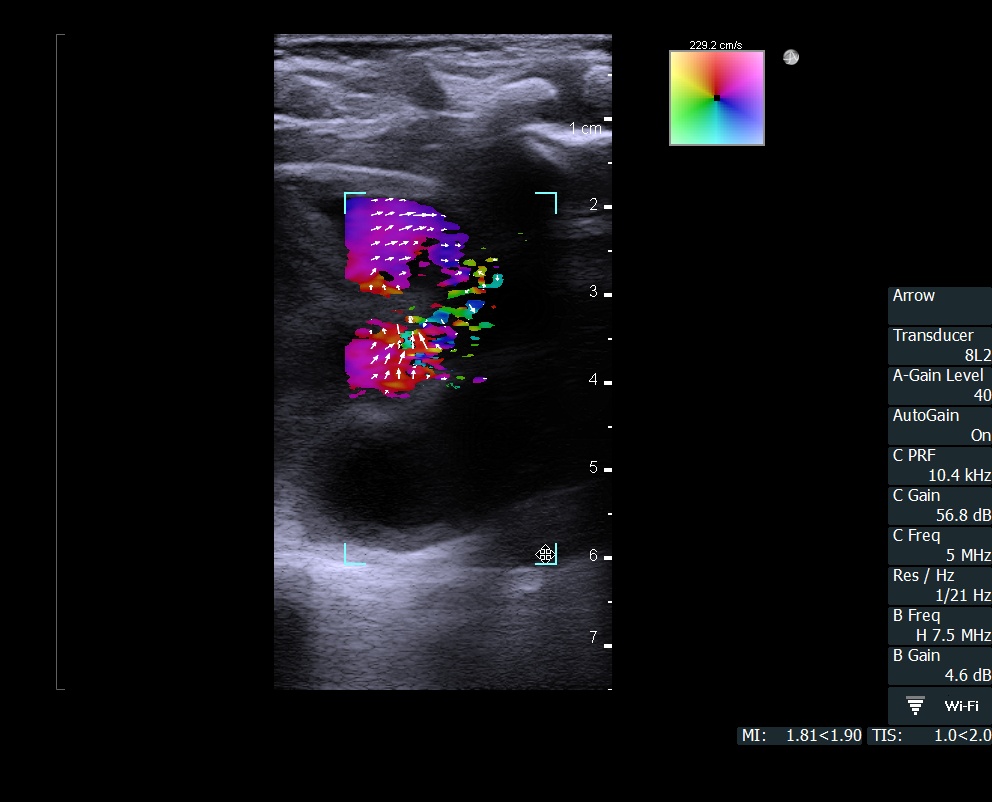 229.2 cm/s
1 cm
2
3
4
5
6
7
Arrow
Transducer
8L2
A-Gain Level
40
AutoGain
On
C PRF
10.4 kHz
C Gain
56.8 dB
C Freq
5 MHz
Res / Hz
1/21 Hz
B Freq
H 7.5 MHz
B Gain
4.6 dB
Wi-Fi
MI: 1.81<1.90 TIS: 1.0<2.0